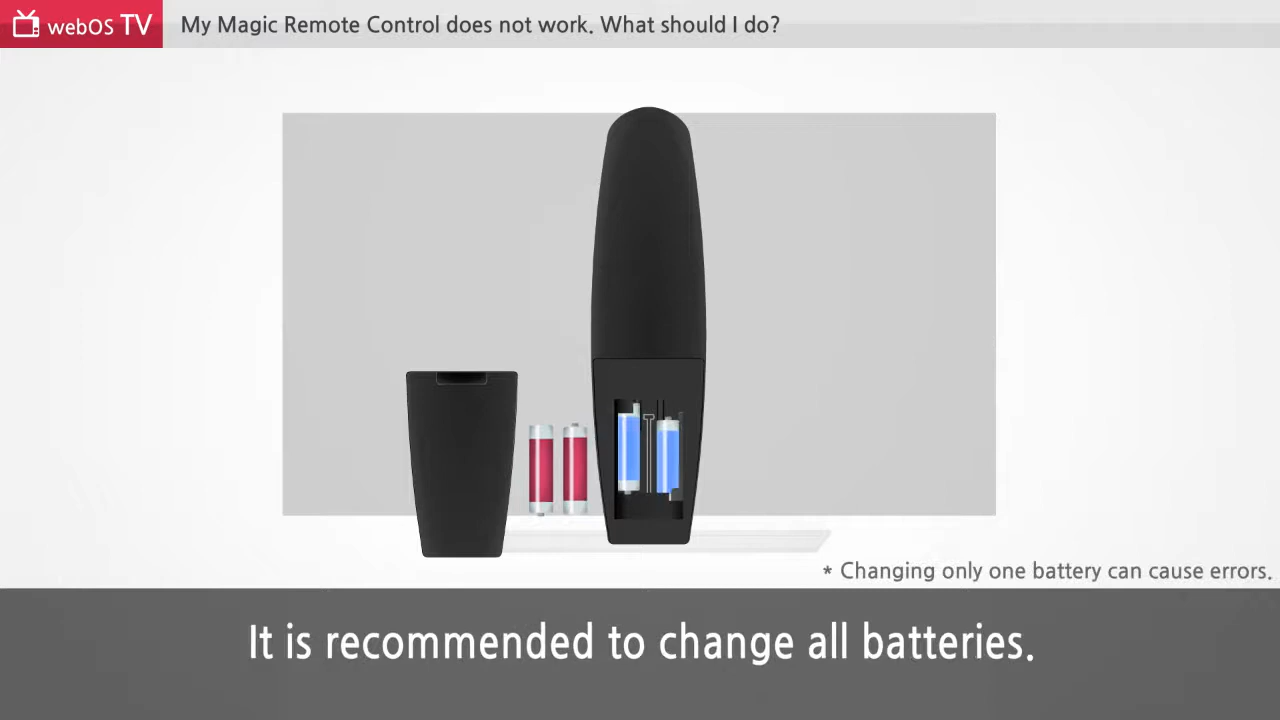 webOS TV
My Magic Remote Control does not work. What should I do?
* Changing only one battery can cause errors.
It is recommended to change all batteries.